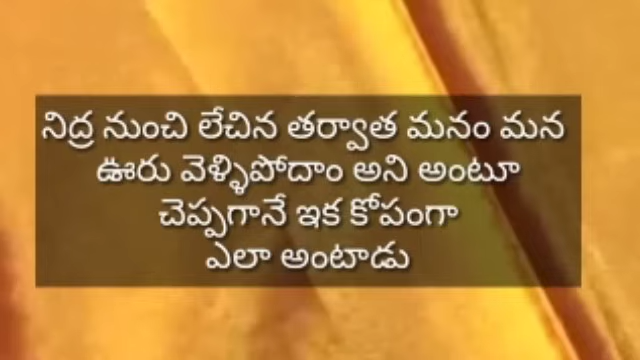 నిద్ర నుంచి లేచిన తర్వాత మనం మన
ఊరు వెళ్ళిపోదాం అని అంటూ
చెప్పగానే ఇక కోపంగా
ఎలా అంటాడు